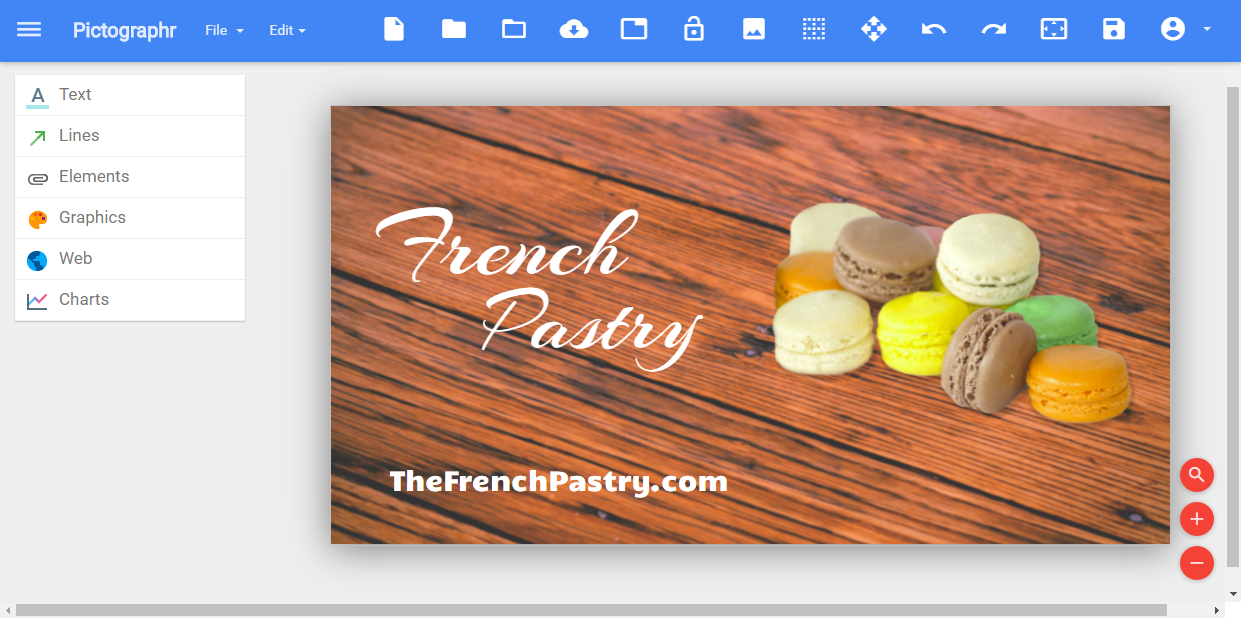 Pictographr
File
Edit
Text
Lines
Elements
Graphics
Web
Charts
French
Pastry
TheFrenchPastry.com